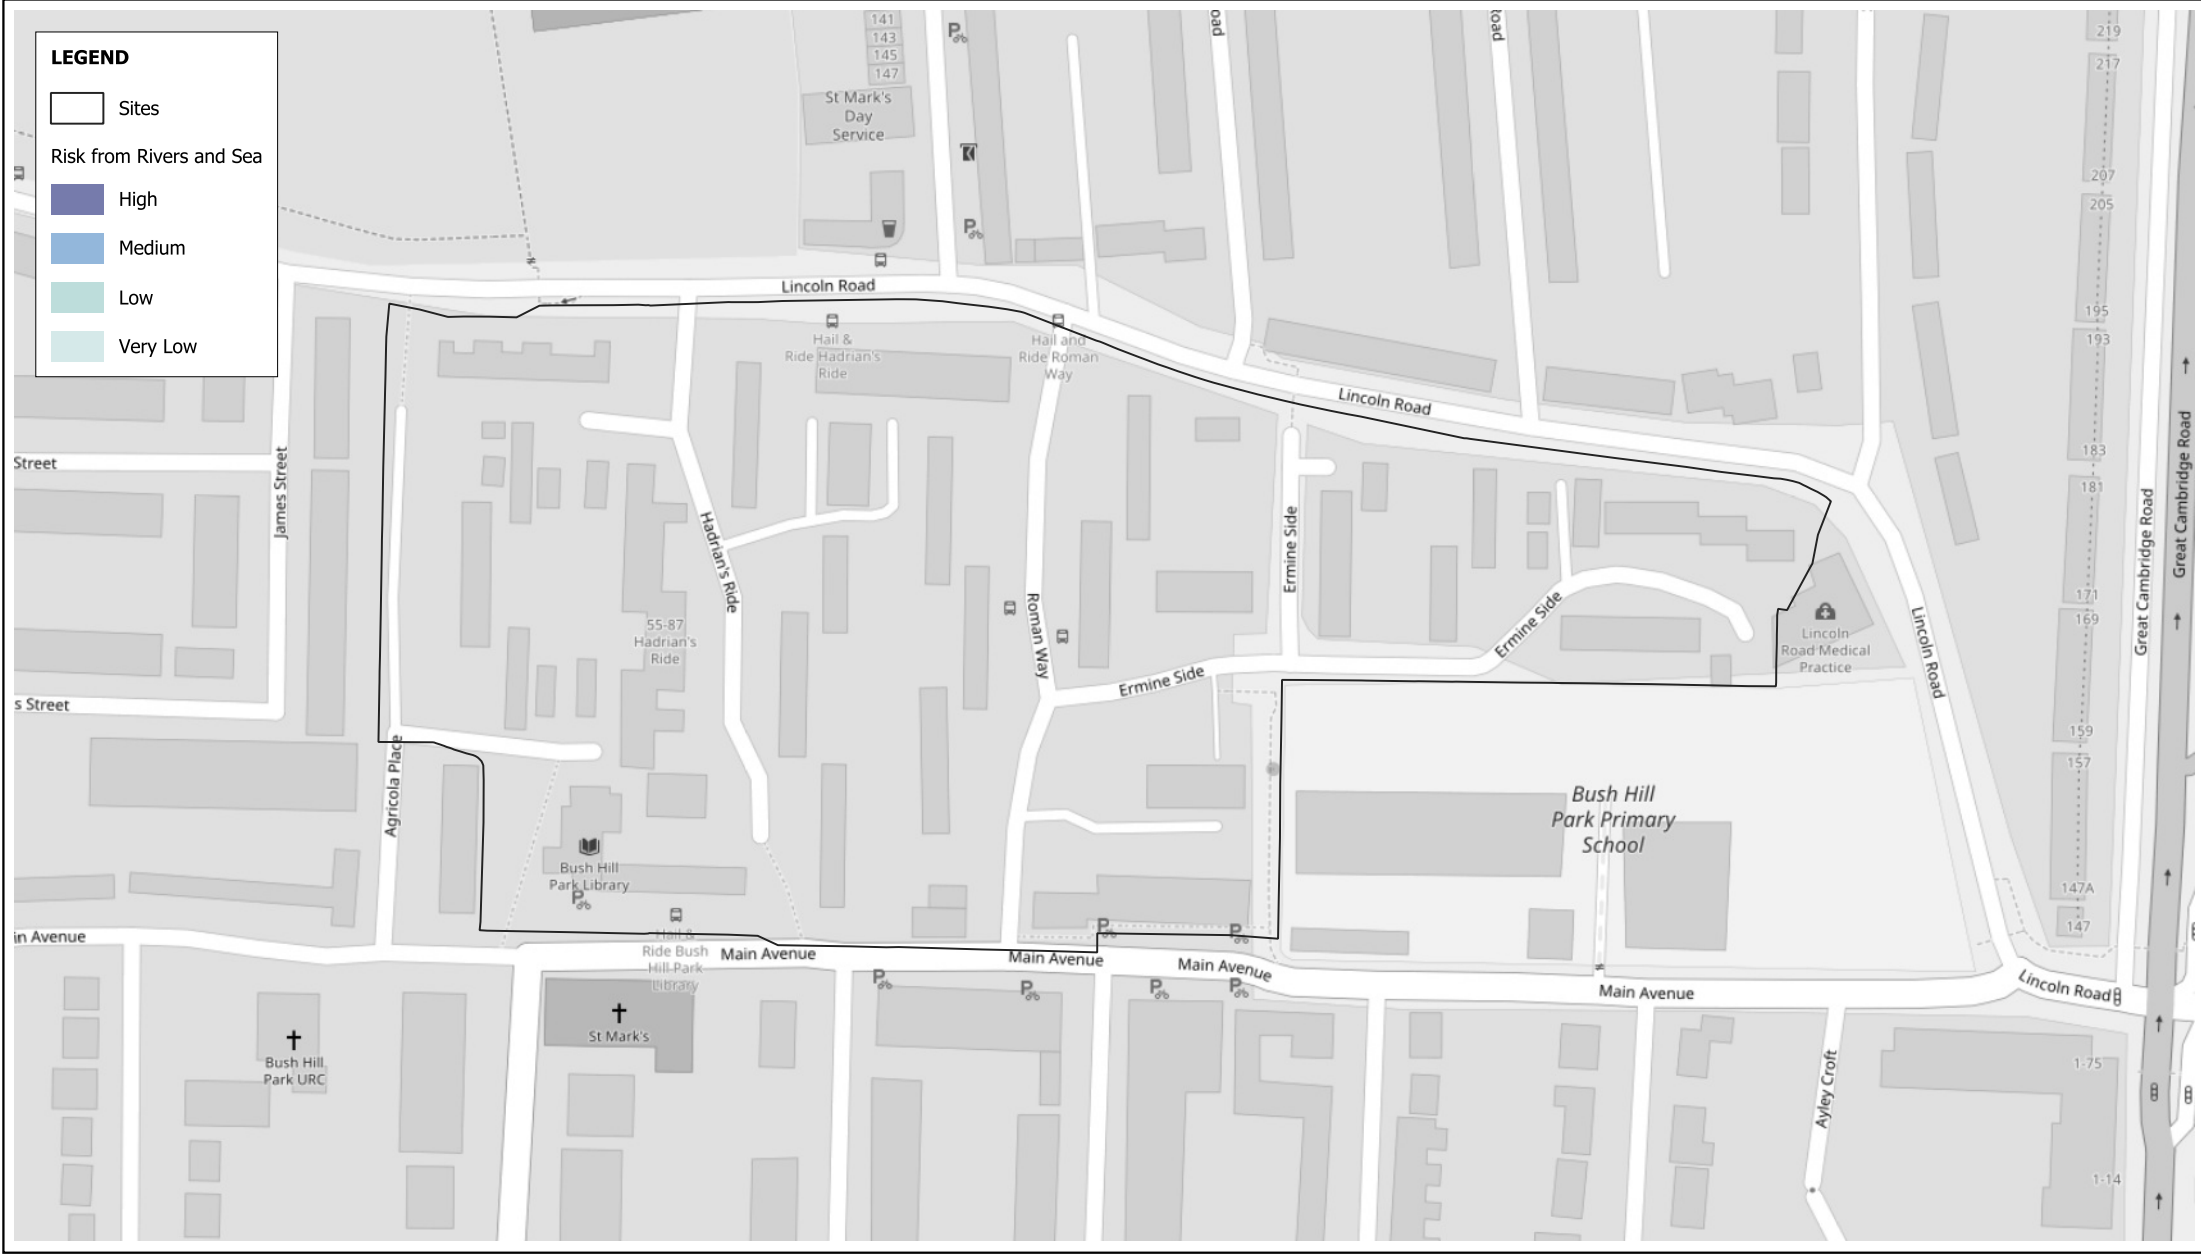 LEGEND
Sites
Risk from Rivers and Sea
High
Medium
Low
Very Low
141
143
145
147
St Mark's
Day
Service
219
217
207
205
195
193
183
181
171
169
159
157
147A
147
Lincoln Road
Hail &
Ride Hadrian's
Ride
Hail and
Ride Roman
Way
Lincoln Road
Street
James Street
s Street
Hadrian's Ride
55-87
Hadrian's
Ride
Roman Way
Ermine Side
Ermine Side
Ermine Side
Lincoln
Road Medical
Practice
Lincoln Road
Great Cambridge Road
Great Cambridge Road
Agricola Place
Bush Hill
Park Library
Bush Hill
Park Primary
School
in Avenue
Hail &
Ride Bush
Hill Park
Library
Main Avenue
Main Avenue
Main Avenue
Main Avenue
Lincoln Road
St Mark's
Bush Hill
Park URC
Ayley Croft
1-75
1-14
oad
Road